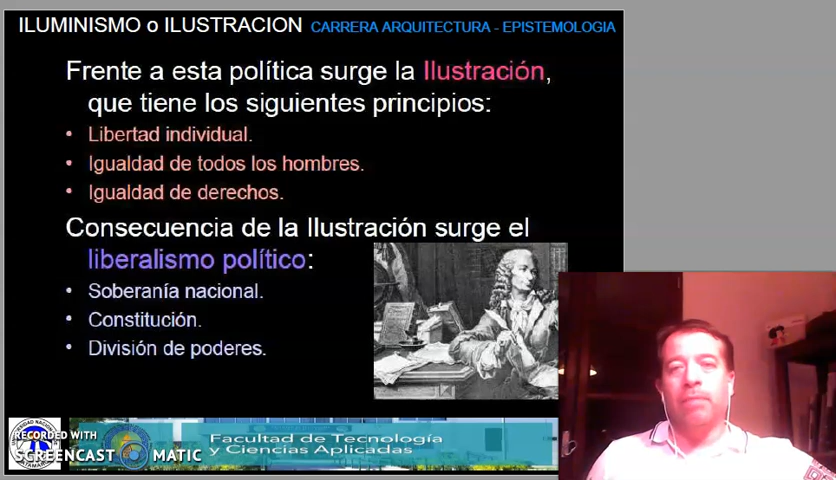 ILUMINISMO o ILUSTRACION CARRERA ARQUITECTURA - EPISTEMOLOGIA
Frente a esta política surge la Ilustración,
que tiene los siguientes principios:
• Libertad individual.
• Igualdad de todos los hombres.
• Igualdad de derechos.
Consecuencia de la Ilustración surge el
liberalismo político:
• Soberanía nacional.
• Constitución.
• División de poderes.
RECORDED WITH
SCREENCAST MATIC
Facultad de Tecnología
y Ciencias Aplicadas